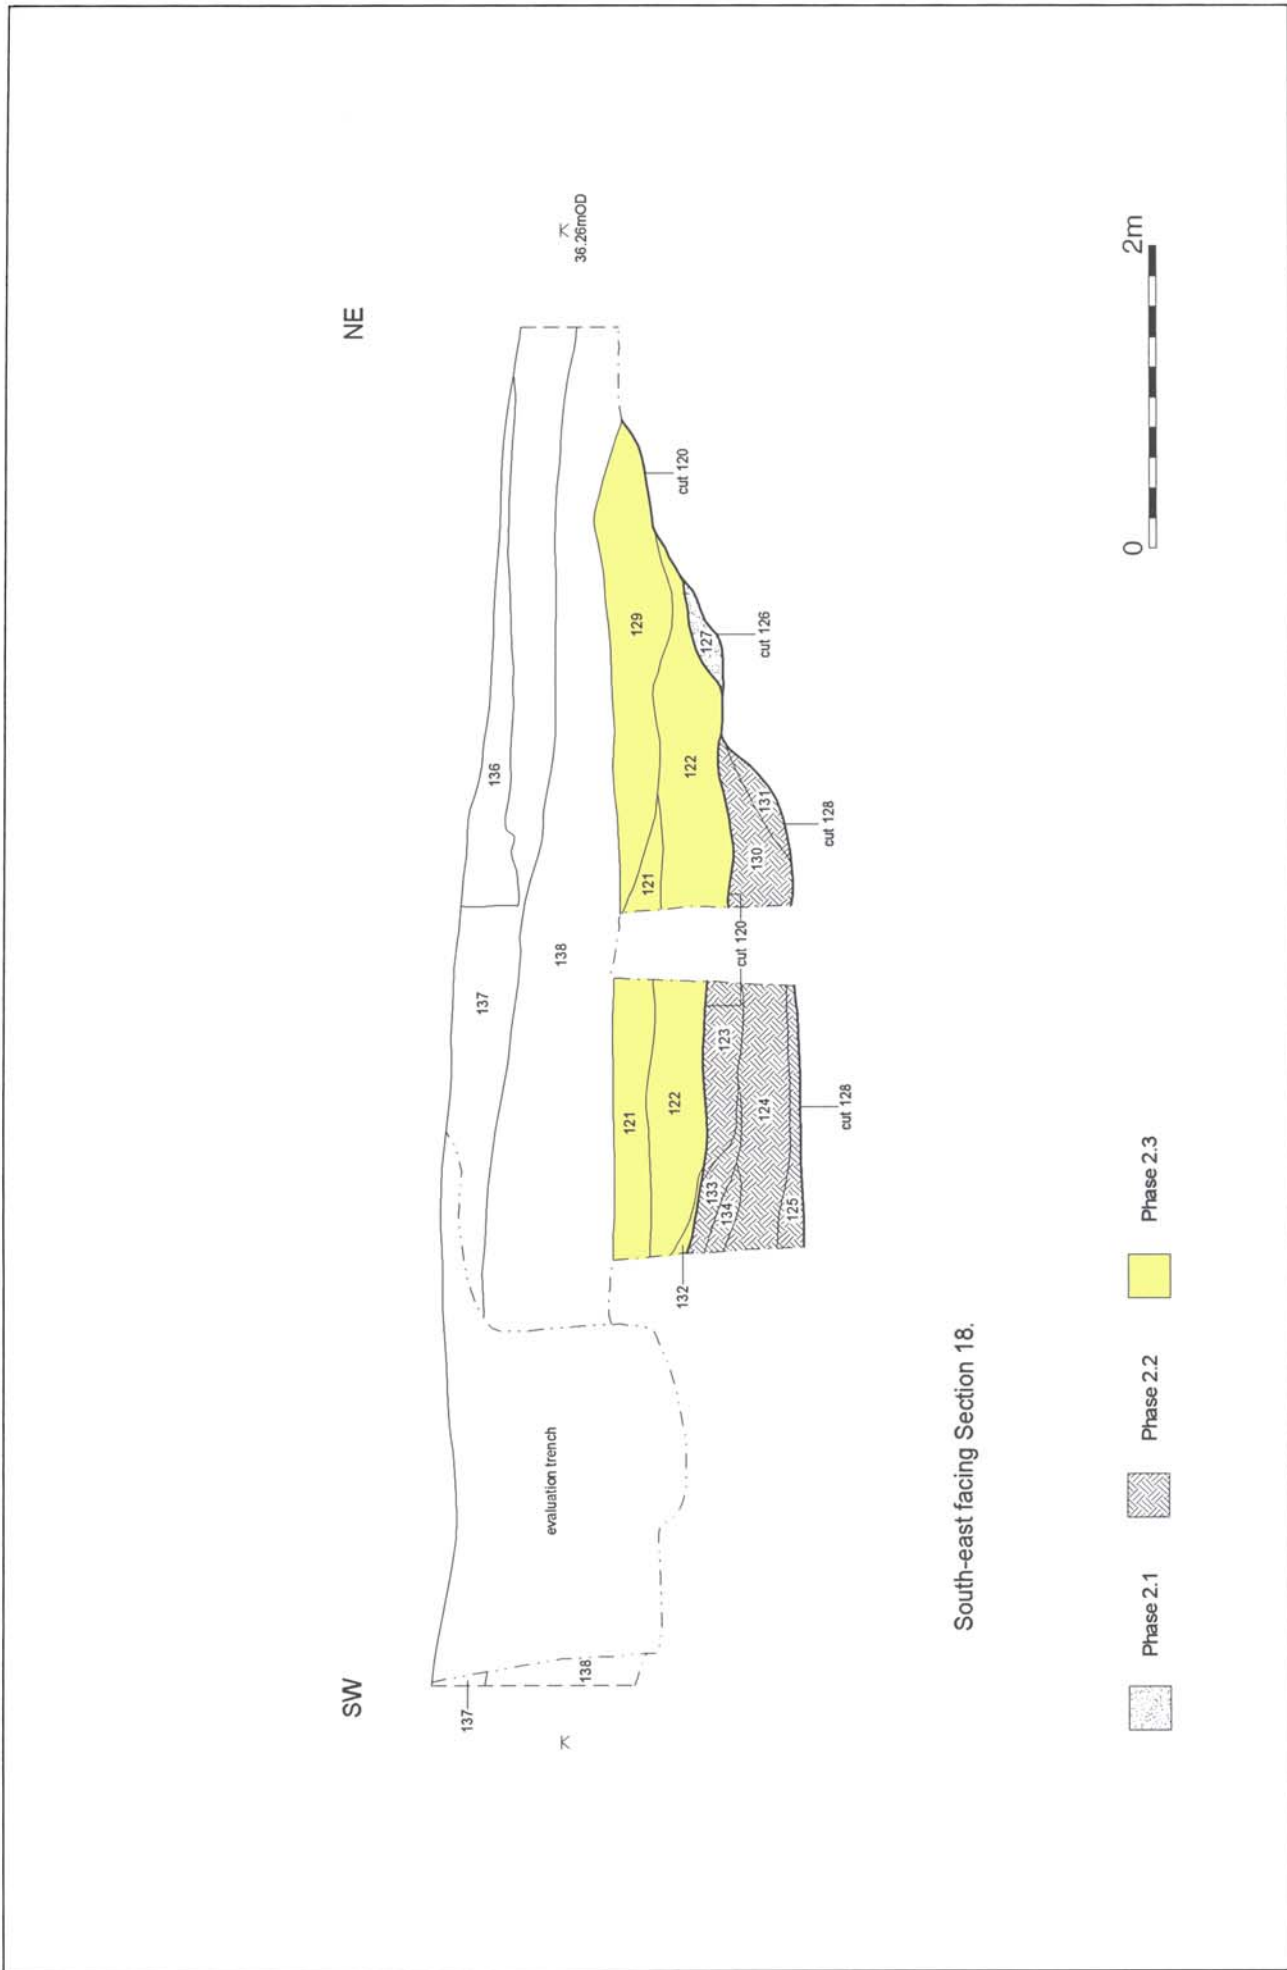 SW
NE
36.26mOD
137
136
137
138
evaluation trench
138
121
121
129
122
122
132
133
134
123
124
125
cut 120
130
131
127
cut 120
cut 126
cut 128
cut 128
South-east facing Section 18.
0
2m
Phase 2.1
Phase 2.2
Phase 2.3